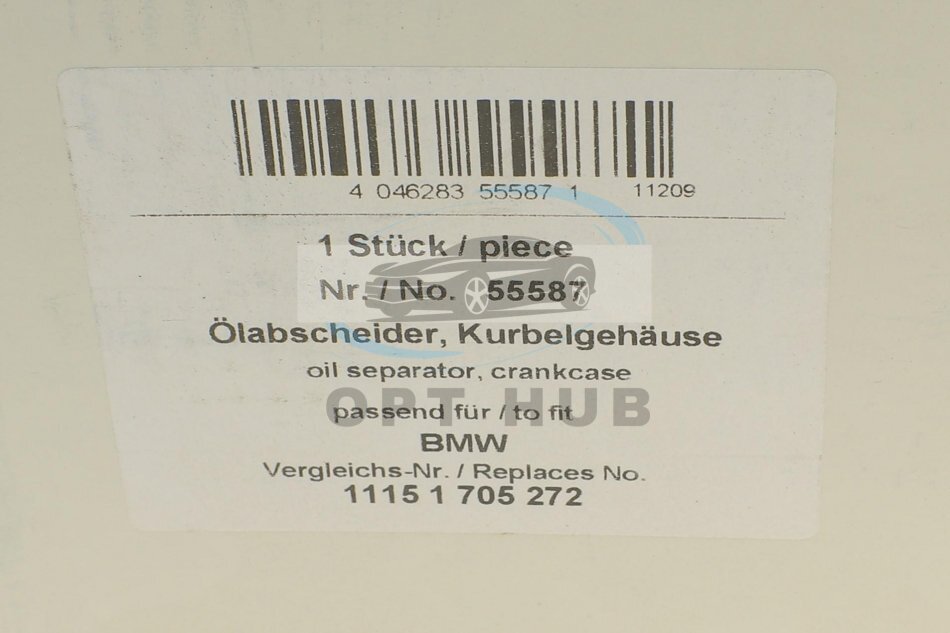 4 046283 55587 1 11209
1 Stück / piece
Nr. / No. 55587
Ölabscheider, Kurbelgehäuse
oil separator, crankcase
OPT HUB
passend für / to fit
BMW
Vergleichs-Nr. / Replaces No.
1115 1 705 272